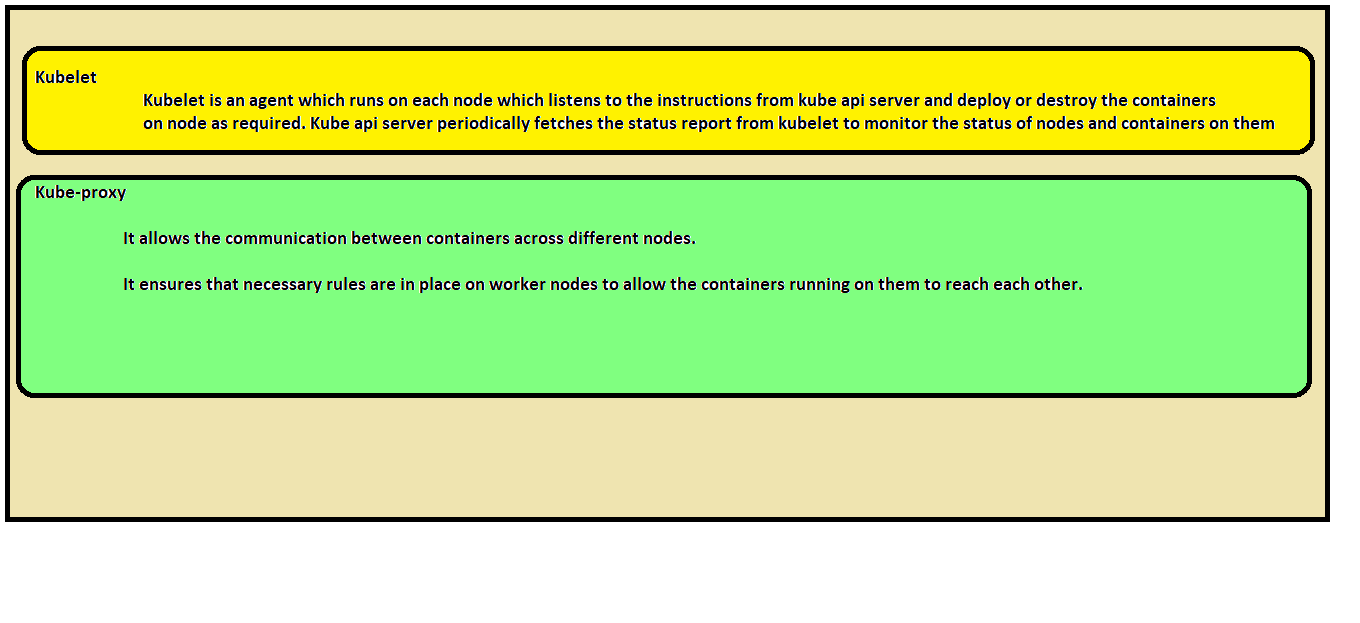 Kubelet
Kubelet is an agent which runs on each node which listens to the instructions from kube api server and deploy or destroy the containers
on node as required. Kube api server periodically fetches the status report from kubelet to monitor the status of nodes and containers on them
Kube-proxy
It allows the communication between containers across different nodes.
It ensures that necessary rules are in place on worker nodes to allow the containers running on them to reach each other.